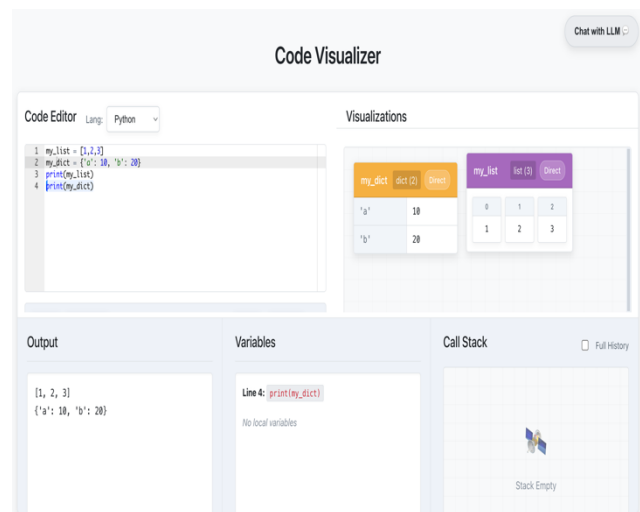 Chat with LLM
Code Visualizer
Code Editor Lang: Python
1 my_list = [1,2,3]
2 my_dict = {'a': 10, 'b': 20}
3 print(my_list)
4 print(my_dict)
Visualizations
my_dict dict (2) Direct
'a' 10
'b' 20
my_list list (3) Direct
0 1 2
1 2 3
Output
[1, 2, 3]
{'a': 10, 'b': 20}
Variables
Line 4: print(my_dict)
No local variables
Call Stack Full History
Stack Empty